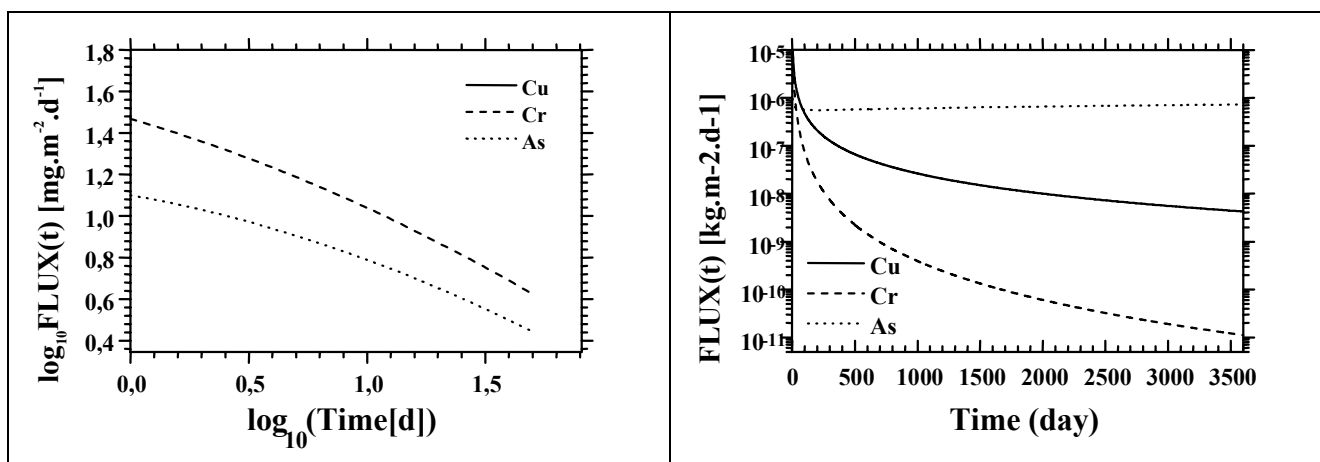 log₁₀FLUX(t) [mg.m⁻².d⁻¹]
1,8
1,6
1,4
1,2
1,0
0,8
0,6
0,4
Cu
Cr
As
0,0 0,5 1,0 1,5 2,0
log₁₀(Time[d])
FLUX(t) [kg.m-2.d-1]
10-5
10-6
10-7
10-8
10-9
10-10
10-11
Cu
Cr
As
0 500 1000 1500 2000 2500 3000 3500
Time (day)